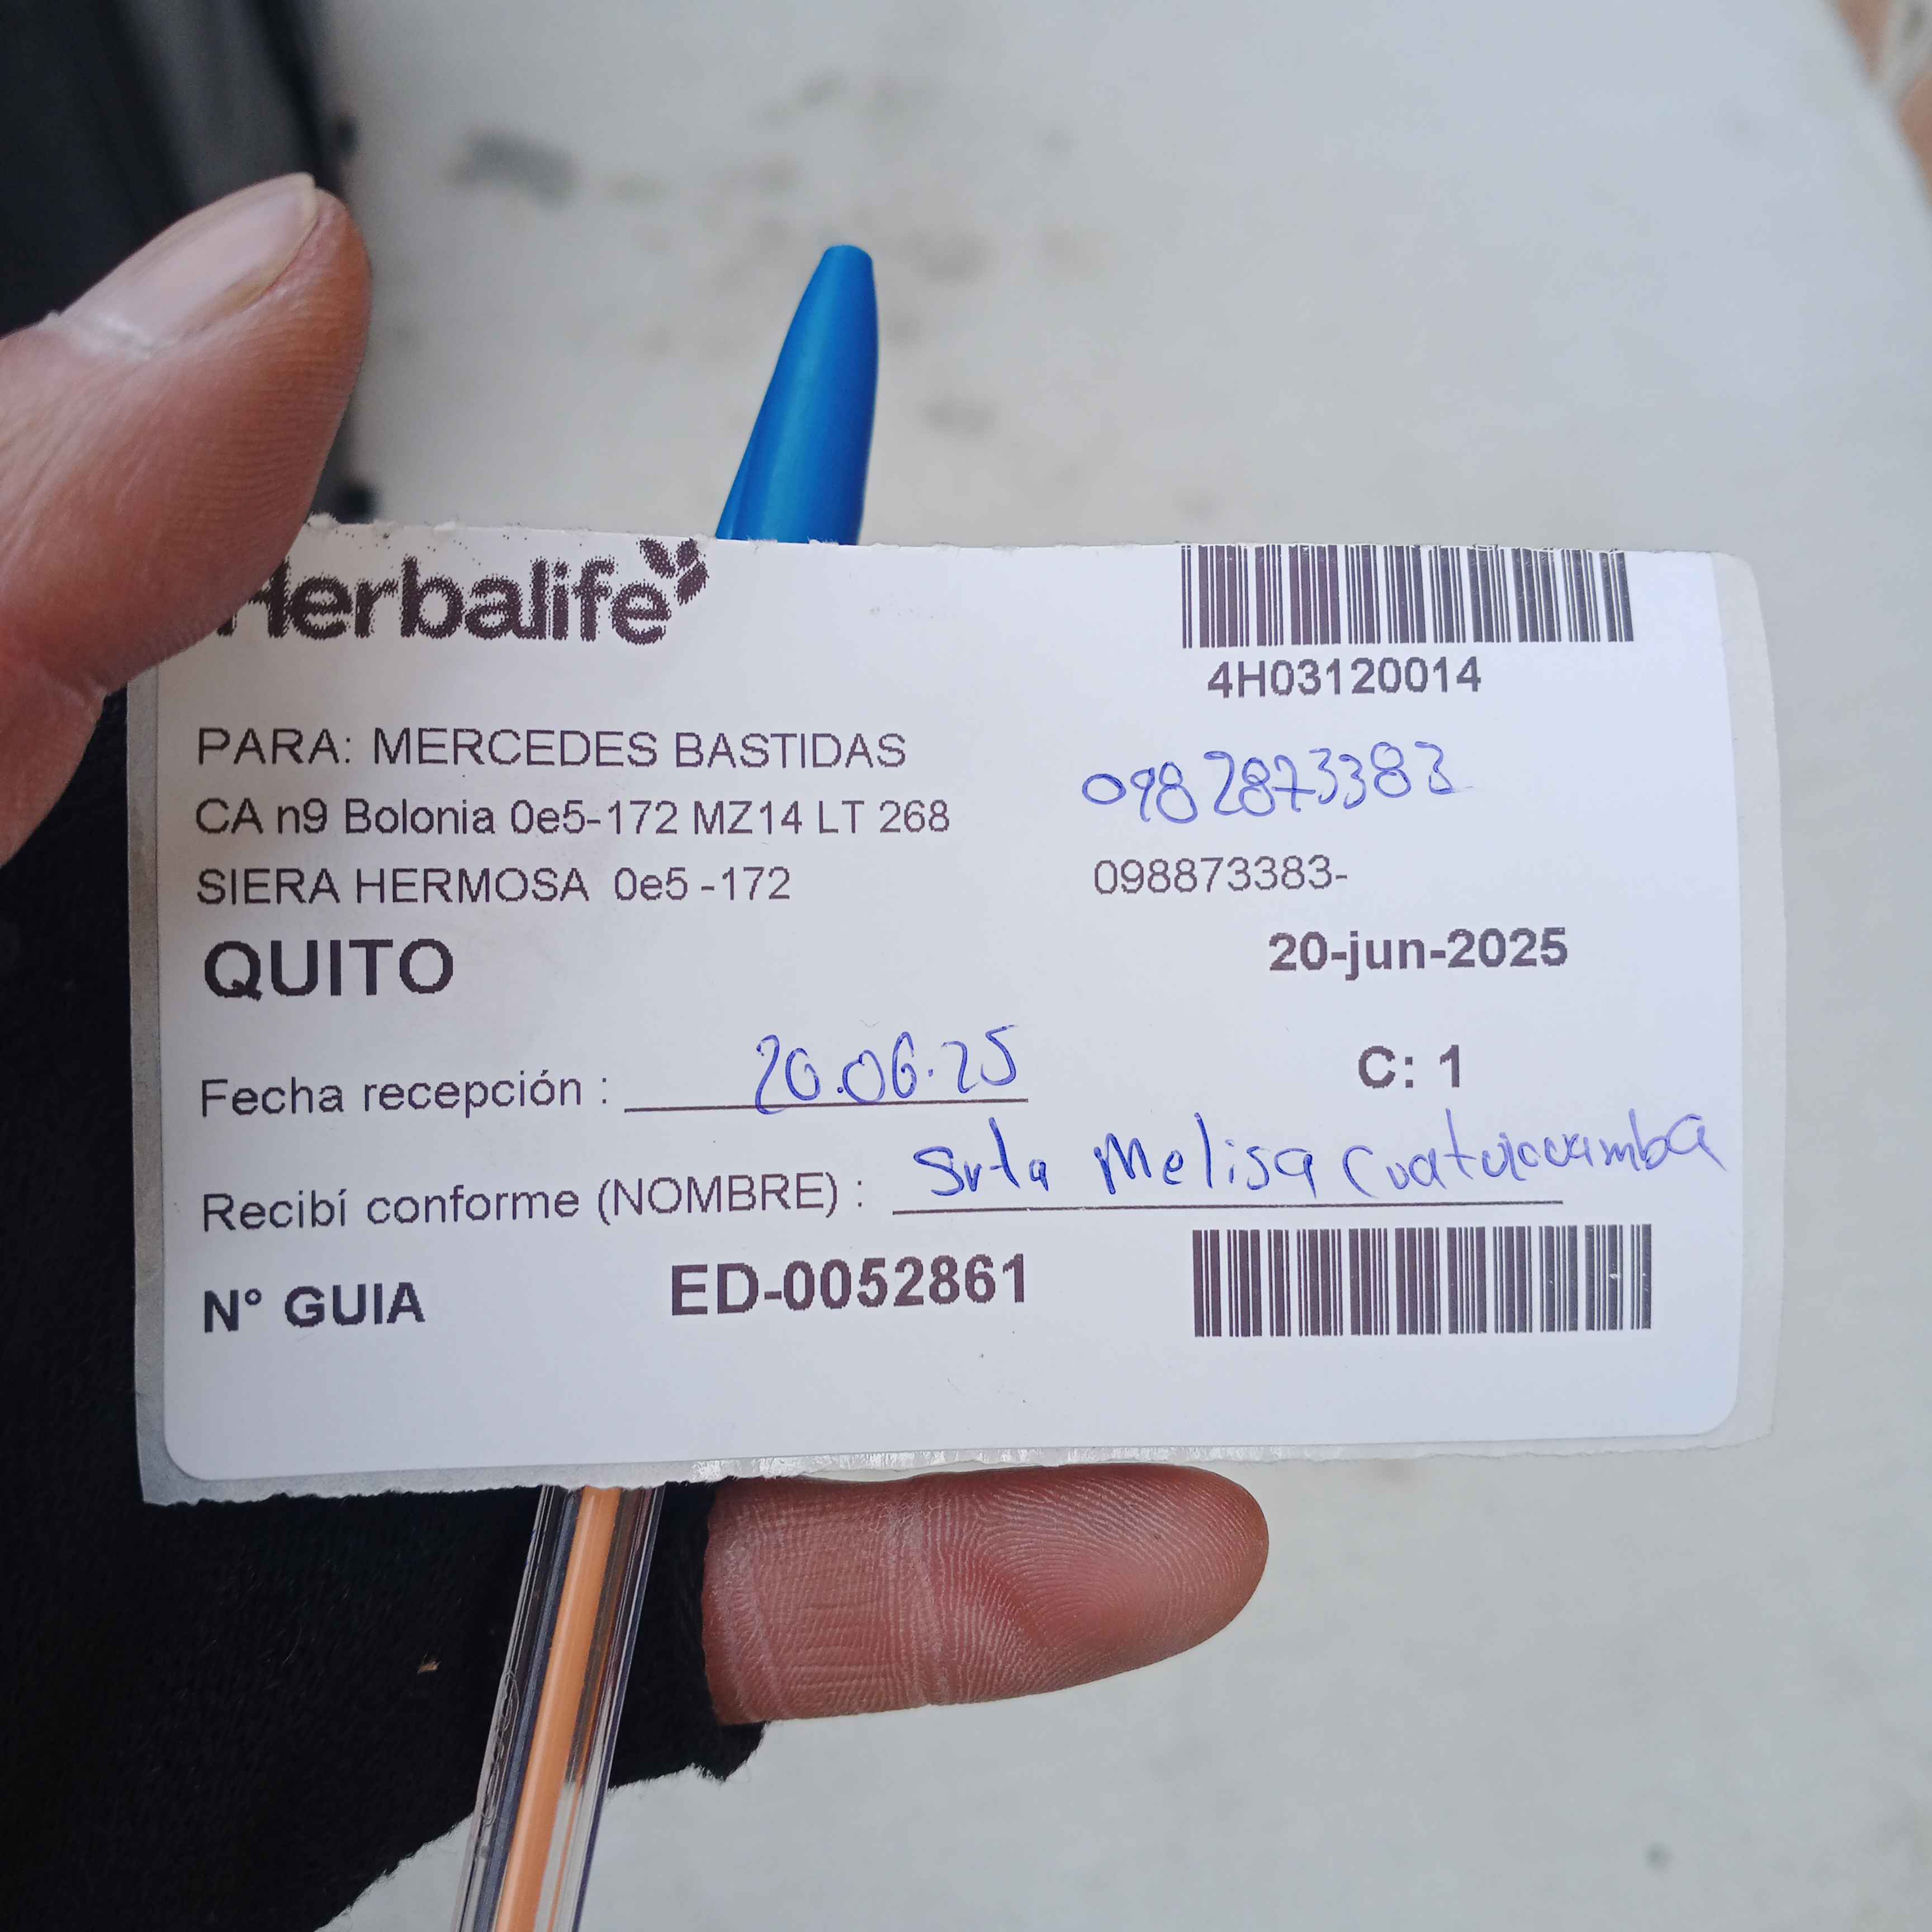 Herbalife
4H03120014
PARA: MERCEDES BASTIDAS
0982873383
CA n9 Bolonia 0e5-172 MZ14 LT 268
SIERA HERMOSA 0e5 -172
098873383-
QUITO
20-jun-2025
Fecha recepción : 20.06.25
C: 1
Recibí conforme (NOMBRE) : Srta Melisa
N° GUIA ED-0052861